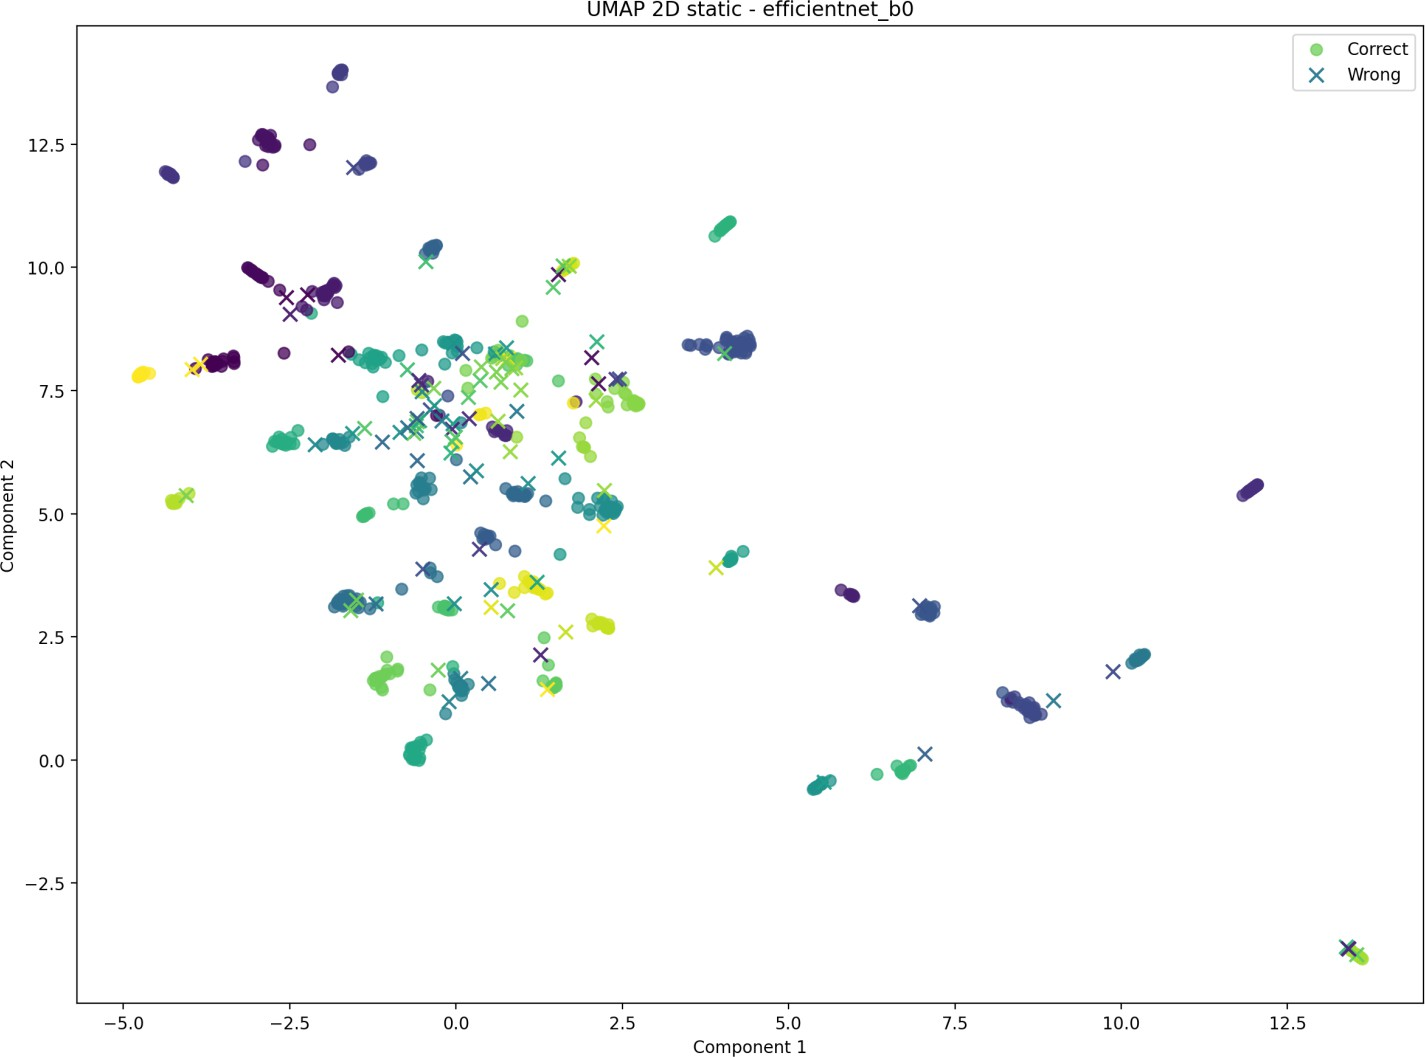 UMAP 2D static - efficientnet_b0
Correct
Wrong
12.5
10.0
7.5
5.0
2.5
0.0
−2.5
Component 2
−5.0 −2.5 0.0 2.5 5.0 7.5 10.0 12.5
Component 1